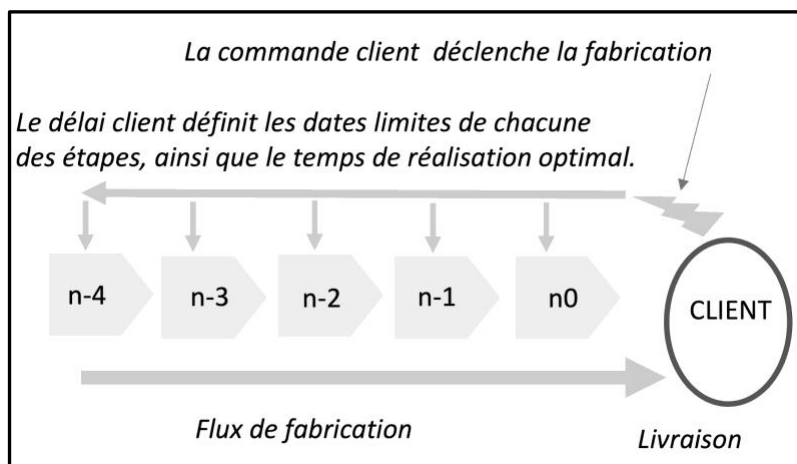 La commande client déclenche la fabrication
Le délai client définit les dates limites de chacune
des étapes, ainsi que le temps de réalisation optimal.
n-4
n-3
n-2
n-1
n0
CLIENT
Flux de fabrication
Livraison